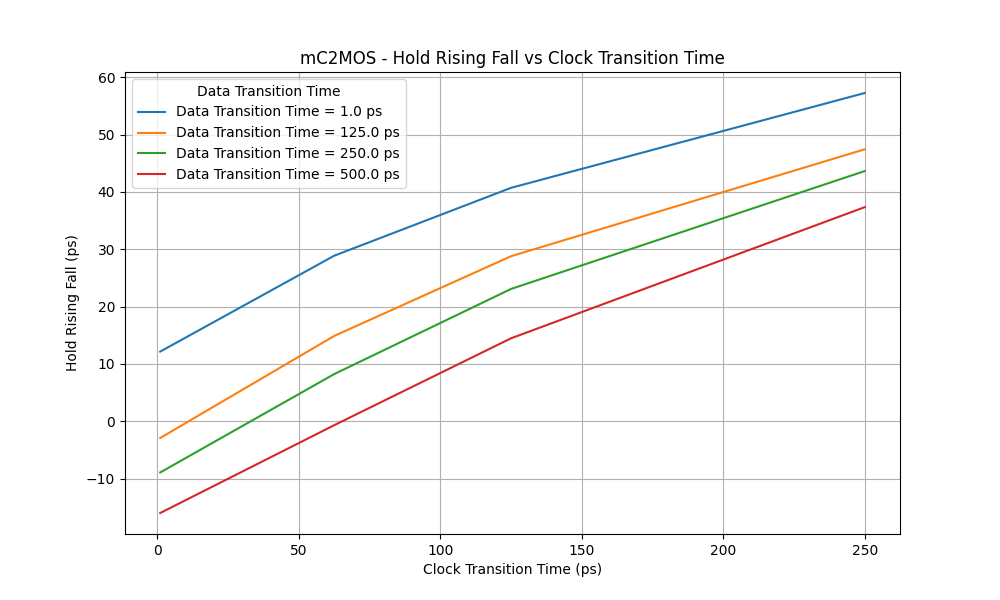 mC2MOS - Hold Rising Fall vs Clock Transition Time
Data Transition Time
Data Transition Time = 1.0 ps
Data Transition Time = 125.0 ps
Data Transition Time = 250.0 ps
Data Transition Time = 500.0 ps
Hold Rising Fall (ps)
60
50
40
30
20
10
0
−10
0 50 100 150 200 250
Clock Transition Time (ps)